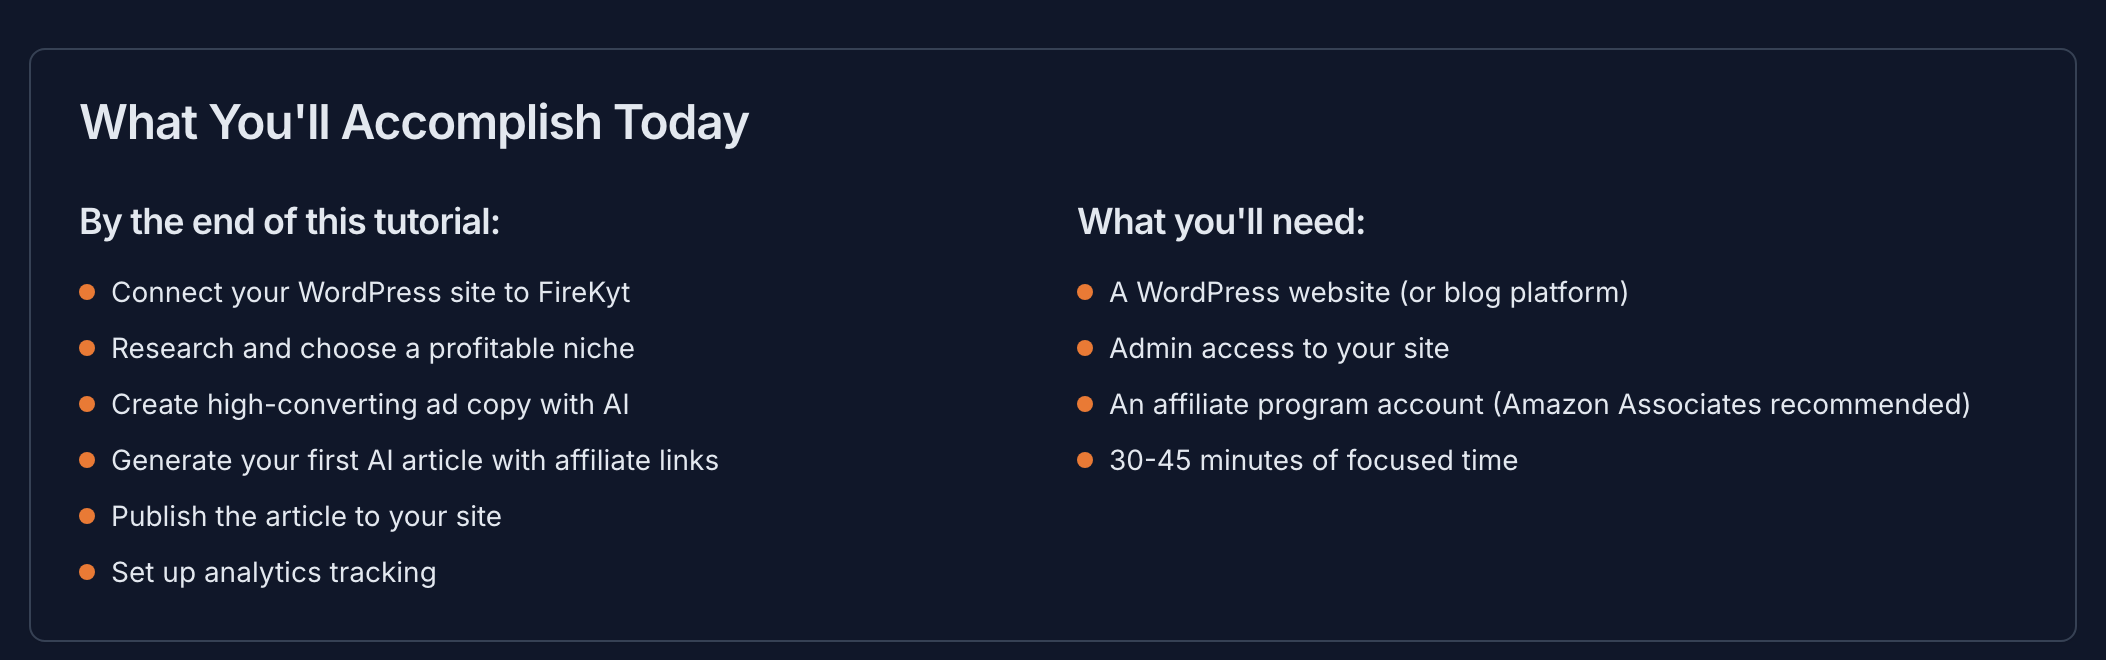 What You'll Accomplish Today
By the end of this tutorial:
Connect your WordPress site to FireKyt
Research and choose a profitable niche
Create high-converting ad copy with AI
Generate your first AI article with affiliate links
Publish the article to your site
Set up analytics tracking
What you'll need:
A WordPress website (or blog platform)
Admin access to your site
An affiliate program account (Amazon Associates recommended)
30-45 minutes of focused time